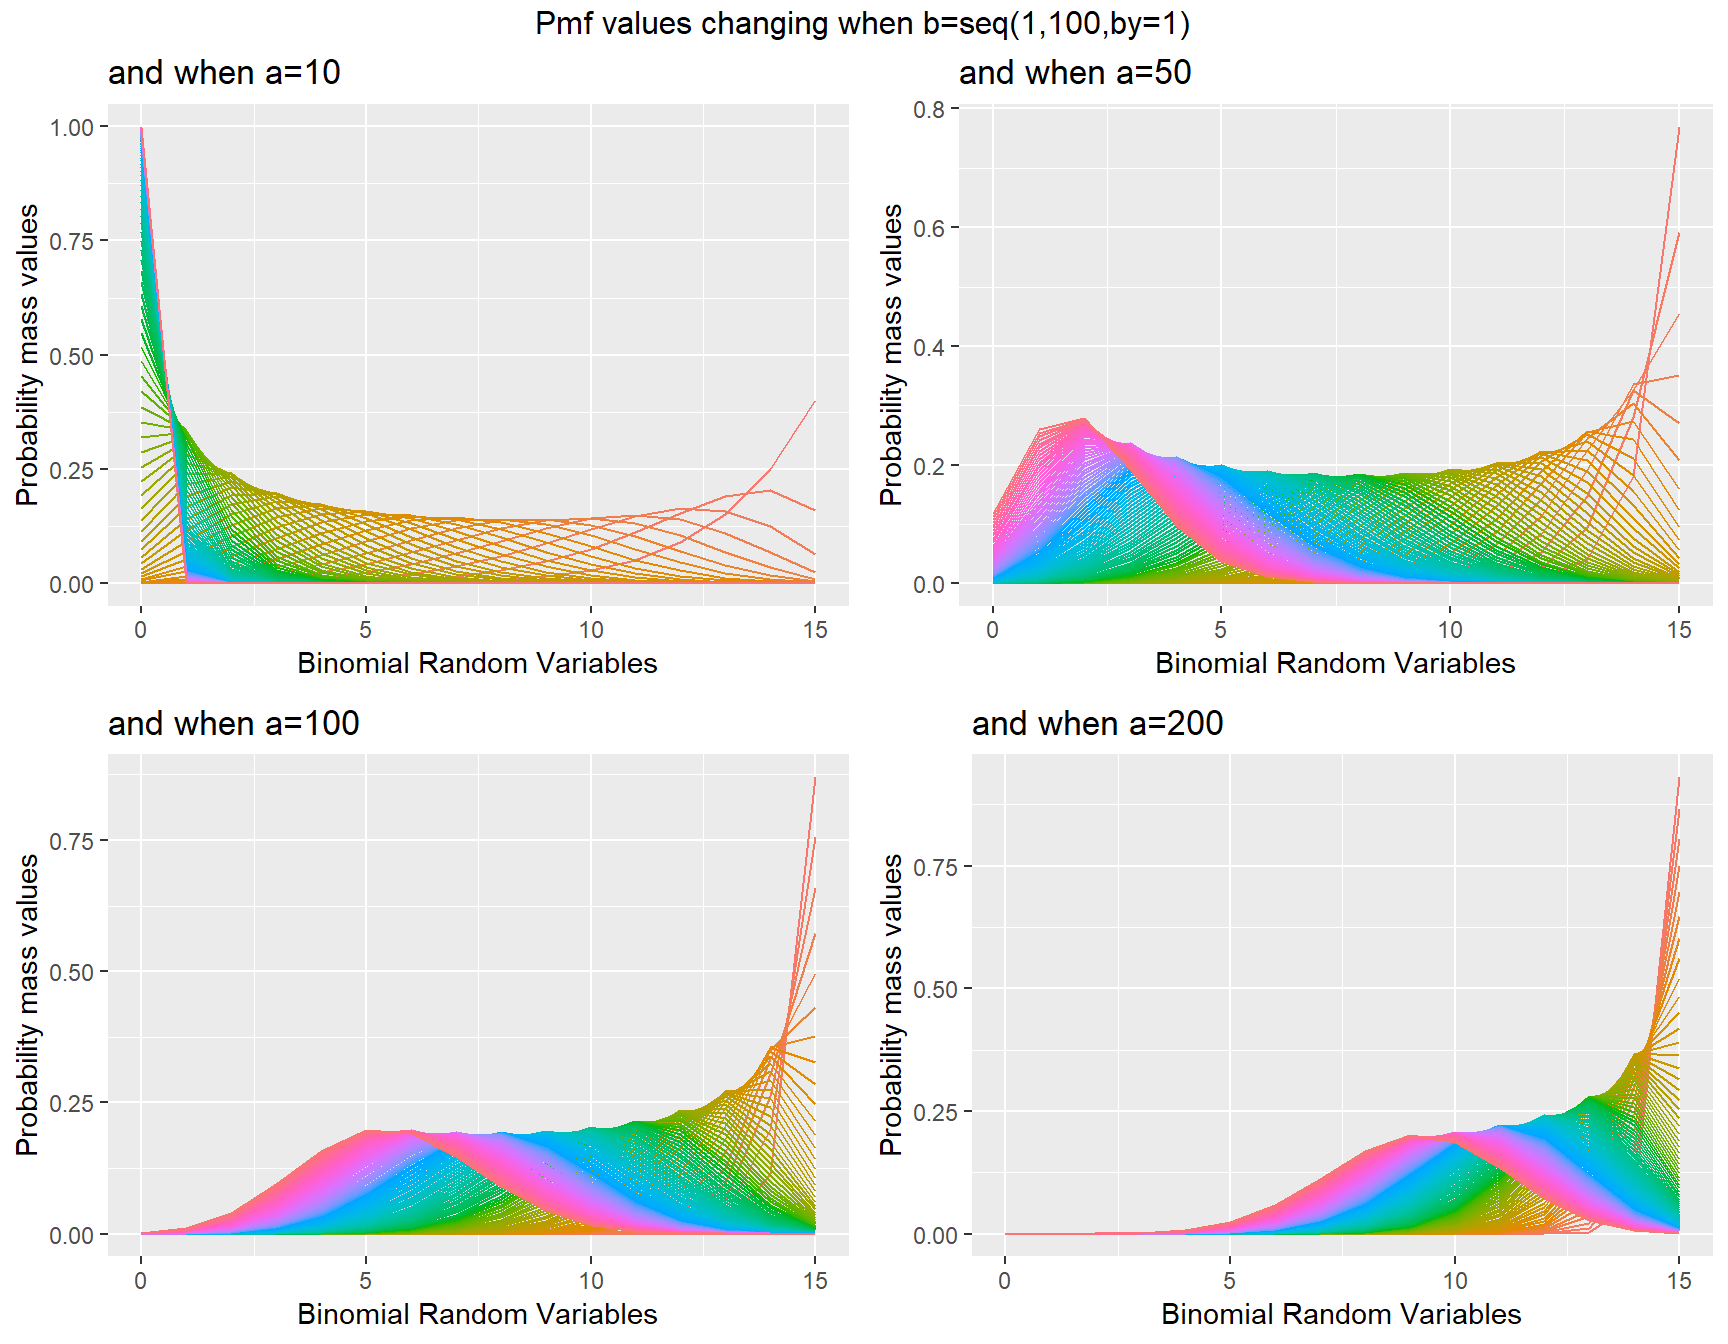 Pmf values changing when b=seq(1,100,by=1)
and when a=10
Probability mass values
1.00
0.75
0.50
0.25
0.00
0 5 10 15
Binomial Random Variables
and when a=50
Probability mass values
0.8
0.6
0.4
0.2
0.0
0 5 10 15
Binomial Random Variables
and when a=100
Probability mass values
0.75
0.50
0.25
0.00
0 5 10 15
Binomial Random Variables
and when a=200
Probability mass values
0.75
0.50
0.25
0.00
0 5 10 15
Binomial Random Variables